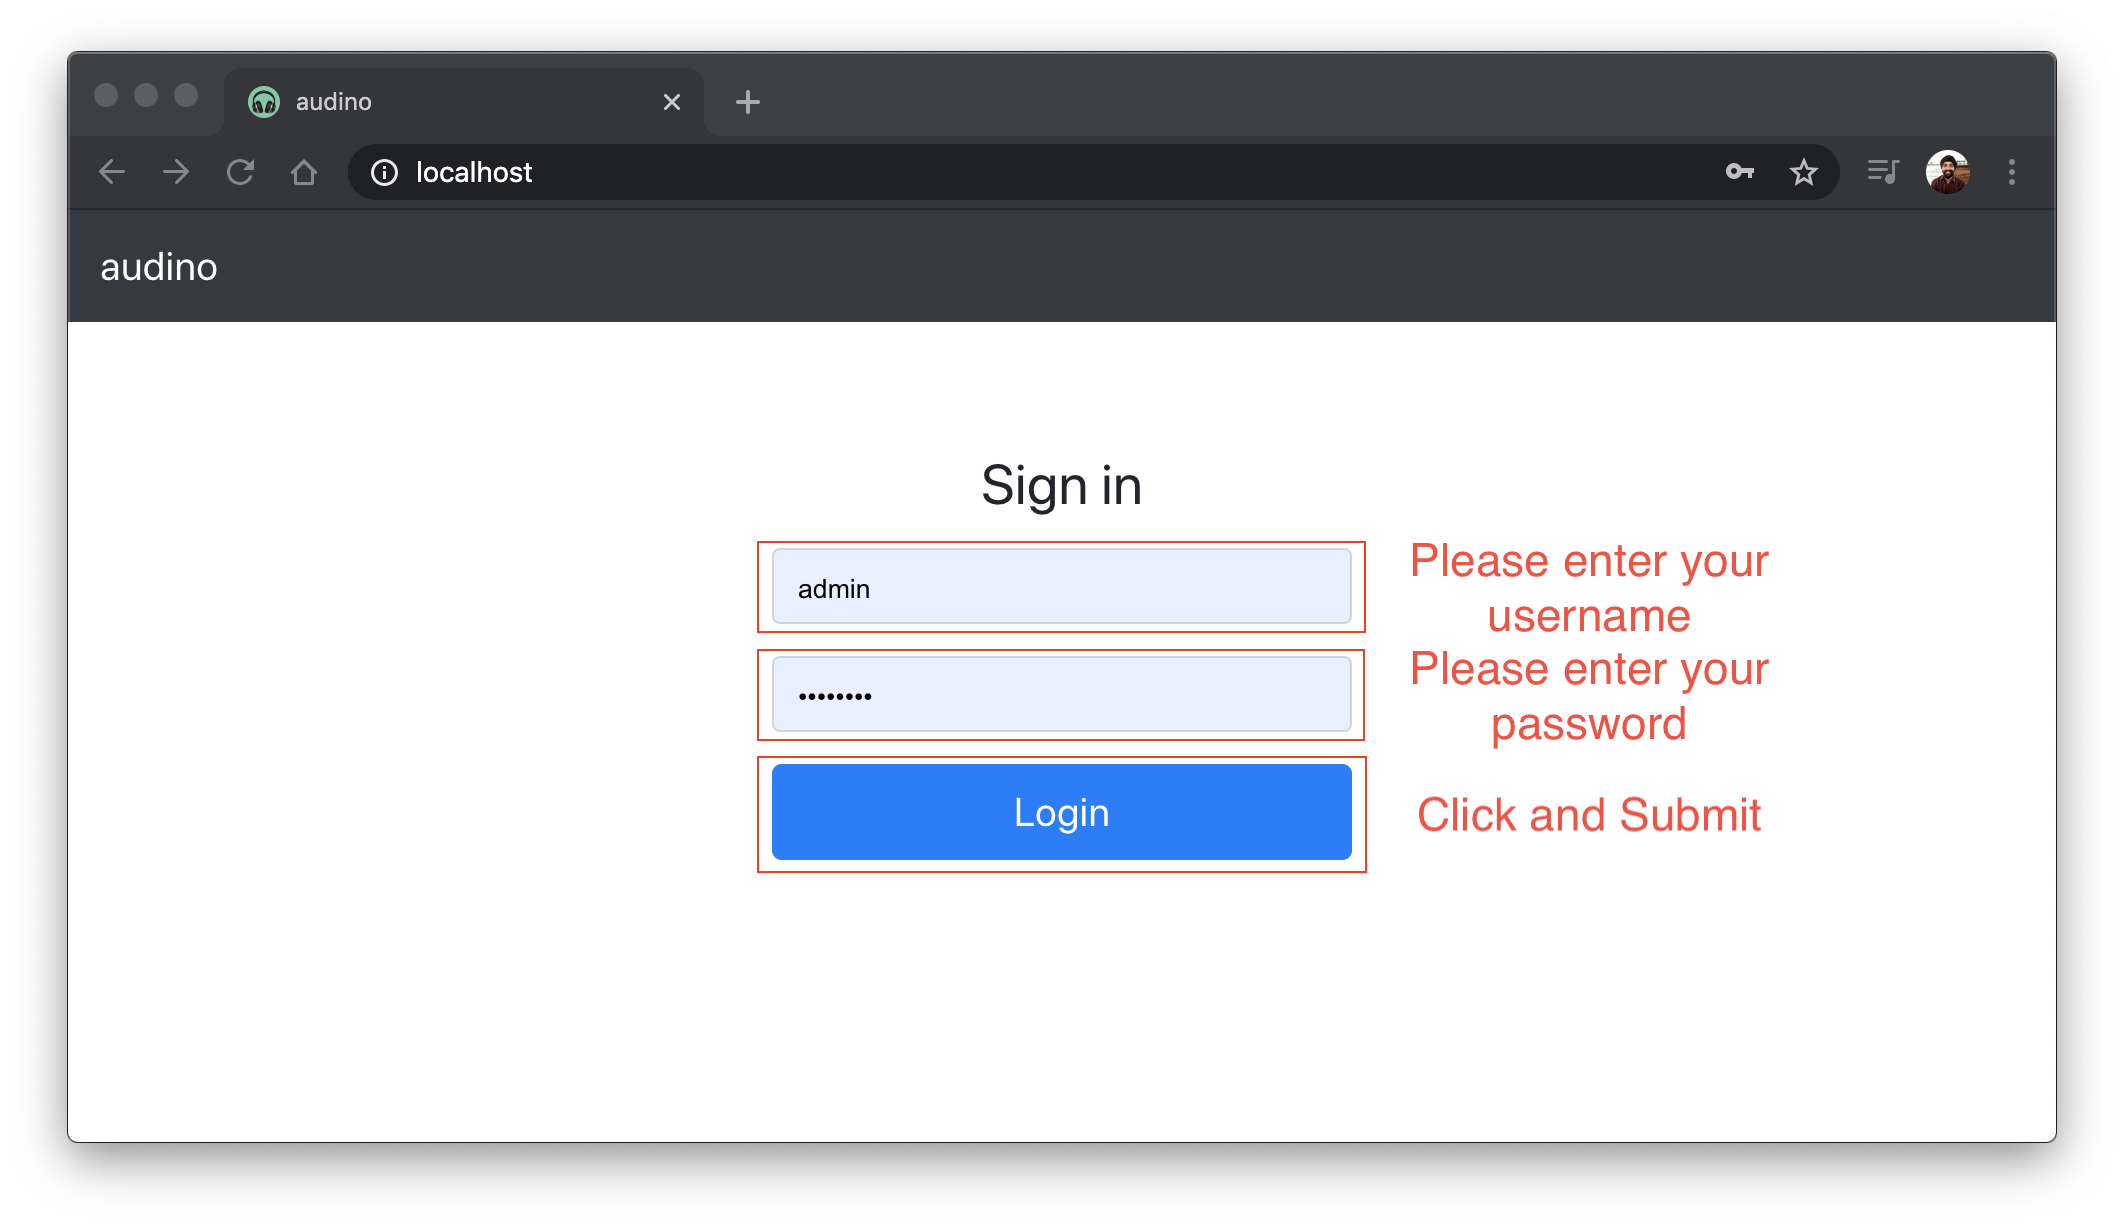 audino
localhost
audino
Sign in
admin
Please enter your
username
••••••••
Please enter your
password
Login
Click and Submit